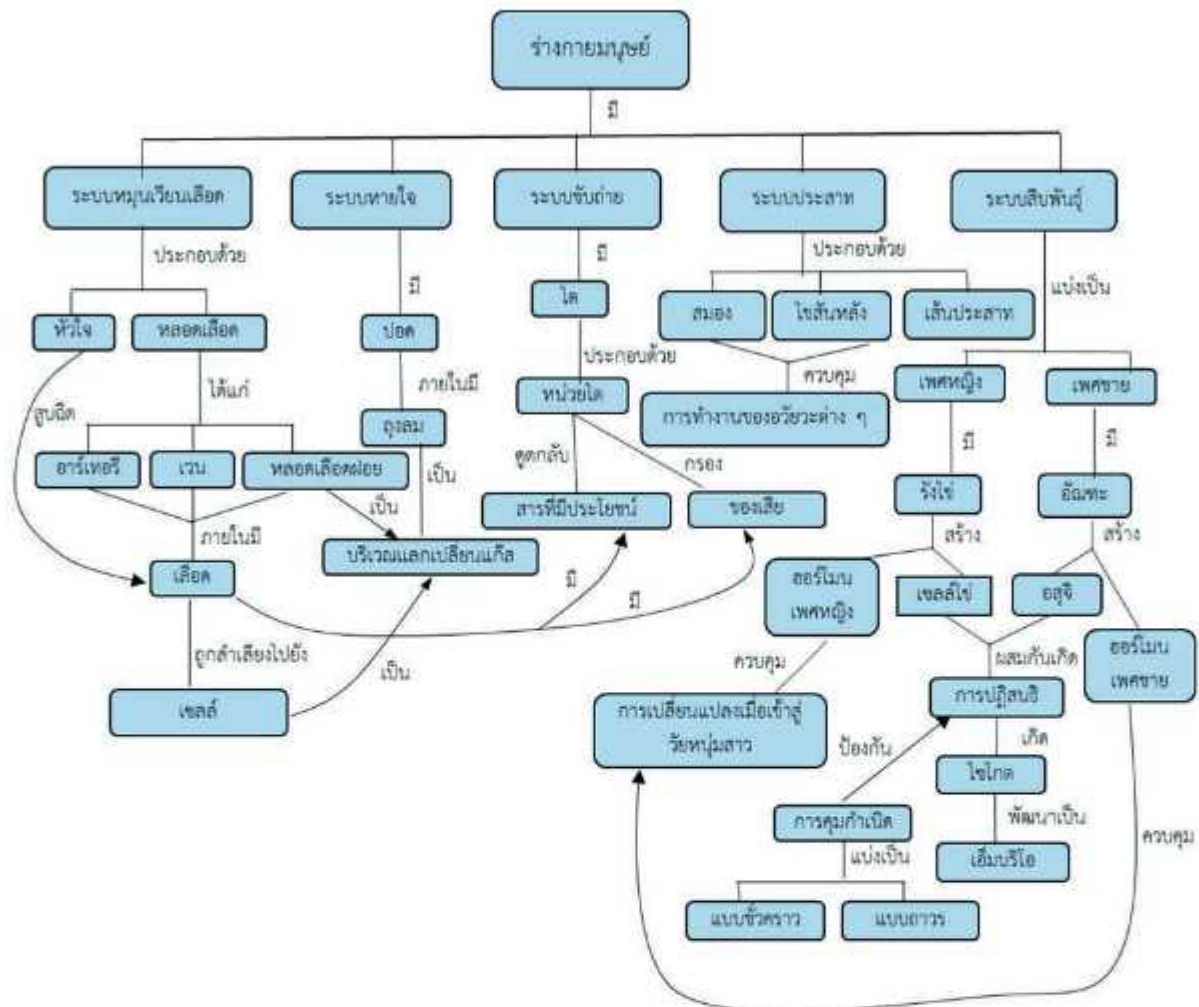 ร่างกายมนุษย์
มี
ระบบหมุนเวียนเลือด
ระบบหายใจ
ระบบขับถ่าย
ระบบประสาท
ระบบสืบพันธุ์
ประกอบด้วย
มี
มี
ประกอบด้วย
แบ่งเป็น
หัวใจ
หลอดเลือด
ปอด
ไต
สมอง
ไขสันหลัง
เส้นประสาท
สูบฉีด
ได้แก่
ภายในมี
ประกอบด้วย
ควบคุม
เพศหญิง
เพศชาย
อาร์เทอรี
เวน
หลอดเลือดฝอย
ถุงลม
หน่วยไต
การทำงานของอวัยวะต่าง ๆ
มี
มี
ภายในมี
เป็น
เป็น
ดูดกลับ
กรอง
รังไข่
อัณฑะ
สารที่มีประโยชน์
ของเสีย
สร้าง
สร้าง
เลือด
บริเวณแลกเปลี่ยนแก๊ส
มี
มี
ฮอร์โมน
เพศหญิง
เซลล์ไข่
อสุจิ
ฮอร์โมน
เพศชาย
ถูกลำเลียงไปยัง
เป็น
ควบคุม
ผสมกันเกิด
เซลล์
การเปลี่ยนแปลงเมื่อเข้าสู่
วัยหนุ่มสาว
การปฏิสนธิ
ป้องกัน
เกิด
ไซโกต
การคุมกำเนิด
พัฒนาเป็น
ควบคุม
แบ่งเป็น
เอ็มบริโอ
แบบชั่วคราว
แบบถาวร